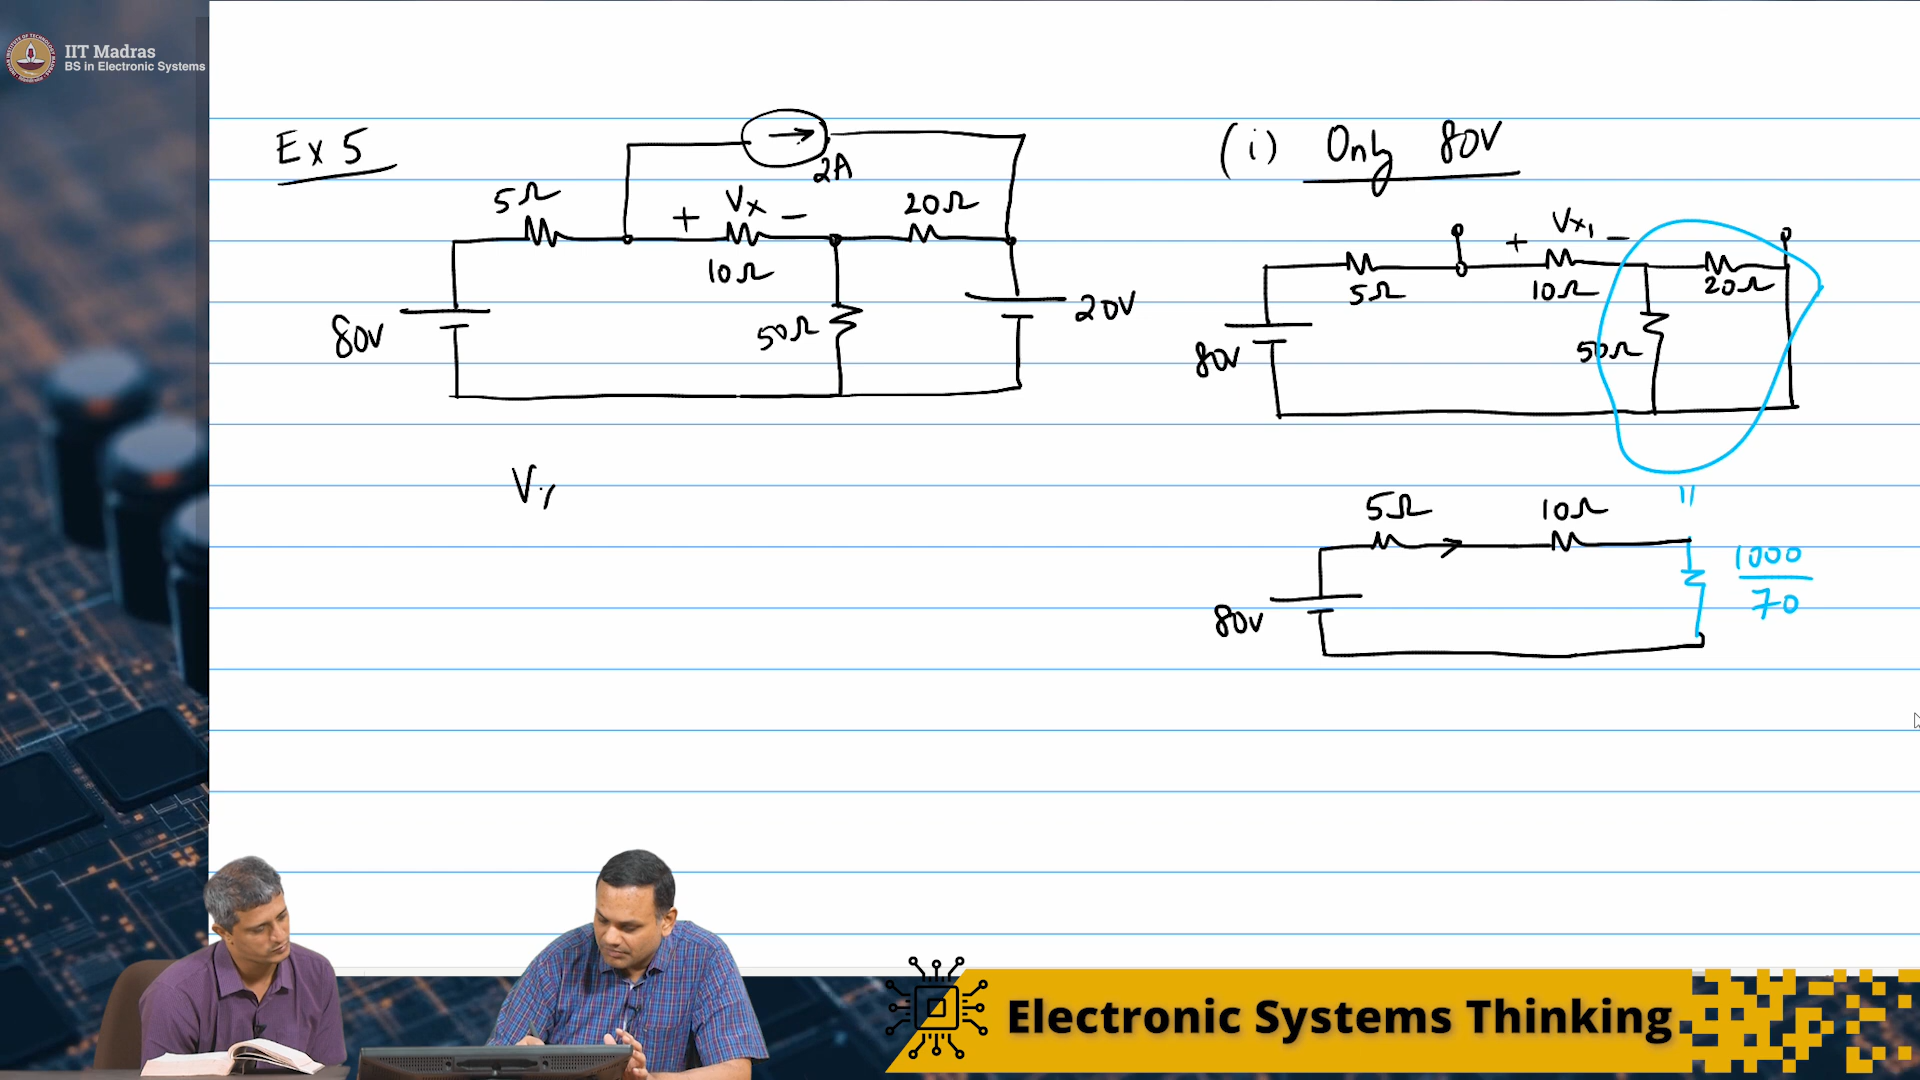 IIT Madras
BS in Electronic Systems
Ex 5
2A
5Ω
+ Vx −
20Ω
10Ω
80V
50Ω
20V
(i) Only 80V
+ Vx₁ −
5Ω
10Ω
20Ω
80V
50Ω
"
5Ω
10Ω
80V
1000
70
Electronic Systems Thinking